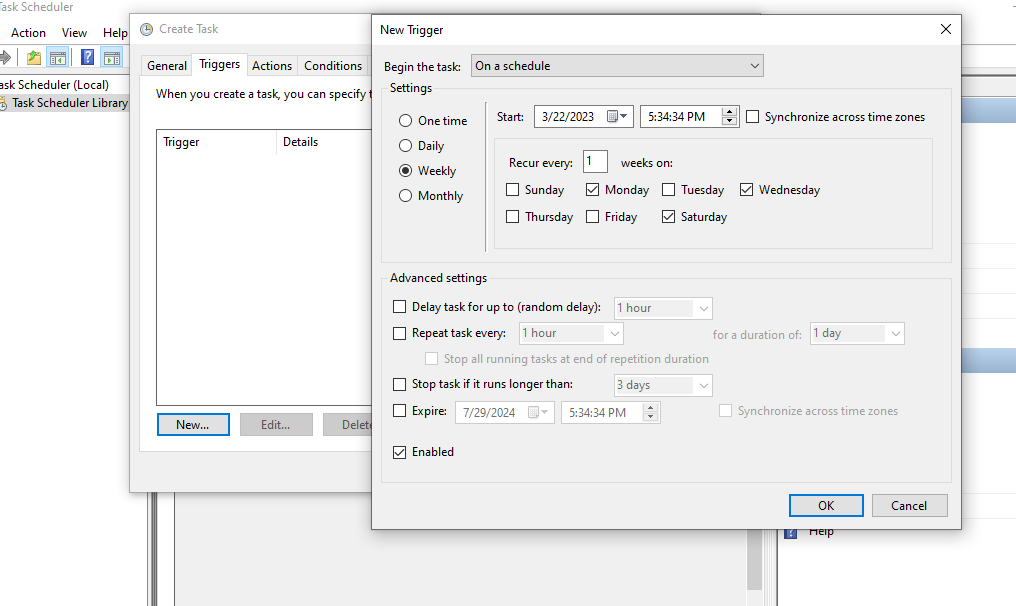 Task Scheduler
Action View Help
Task Scheduler (Local)
Task Scheduler Library
Create Task
General Triggers Actions Conditions
When you create a task, you can specify t
Trigger Details
New... Edit... Delete
New Trigger
Begin the task: On a schedule
Settings
One time
Daily
Weekly
Monthly
Start: 3/22/2023 5:34:34 PM Synchronize across time zones
Recur every: 1 weeks on:
Sunday Monday Tuesday Wednesday
Thursday Friday Saturday
Advanced settings
Delay task for up to (random delay): 1 hour
Repeat task every: 1 hour for a duration of: 1 day
Stop all running tasks at end of repetition duration
Stop task if it runs longer than: 3 days
Expire: 7/29/2024 5:34:34 PM Synchronize across time zones
Enabled
OK Cancel
Help